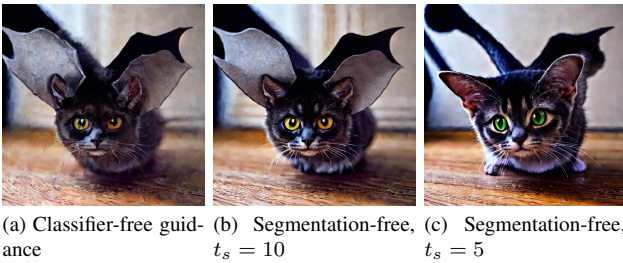 (a) Classifier-free guid-
ance
(b) Segmentation-free,
t_s = 10
(c) Segmentation-free,
t_s = 5